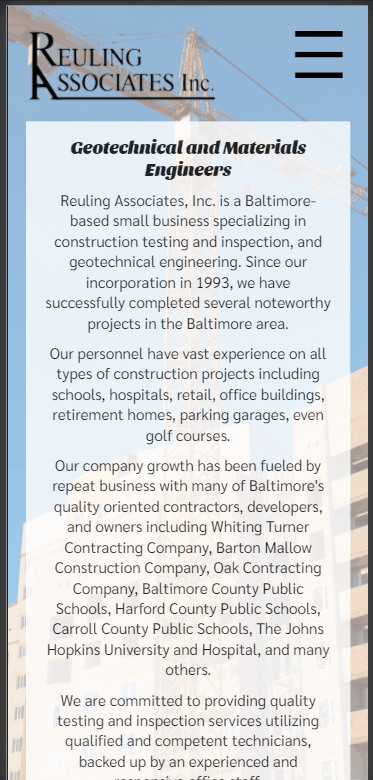 REULING
ASSOCIATES Inc.
Geotechnical and Materials
Engineers
Reuling Associates, Inc. is a Baltimore-
based small business specializing in
construction testing and inspection, and
geotechnical engineering. Since our
incorporation in 1993, we have
successfully completed several noteworthy
projects in the Baltimore area.
Our personnel have vast experience on all
types of construction projects including
schools, hospitals, retail, office buildings,
retirement homes, parking garages, even
golf courses.
Our company growth has been fueled by
repeat business with many of Baltimore's
quality oriented contractors, developers,
and owners including Whiting Turner
Contracting Company, Barton Mallow
Construction Company, Oak Contracting
Company, Baltimore County Public
Schools, Harford County Public Schools,
Carroll County Public Schools, The Johns
Hopkins University and Hospital, and many
others.
We are committed to providing quality
testing and inspection services utilizing
qualified and competent technicians,
backed up by an experienced and
responsive office staff.